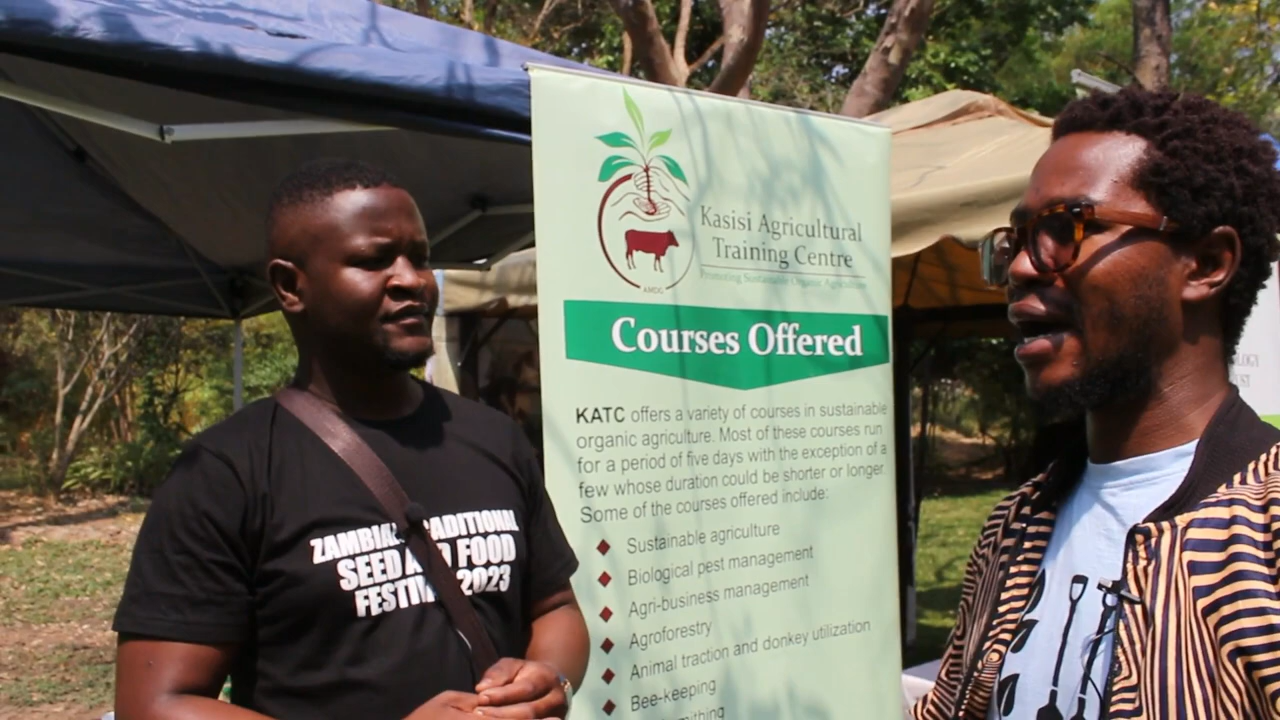 Kasisi Agricultural
Training Centre
Promoting Sustainable Organic Agriculture
AMDG
Courses Offered
KATC offers a variety of courses in sustainable
organic agriculture. Most of these courses run
for a period of five days with the exception of a
few whose duration could be shorter or longer.
Some of the courses offered include:
Sustainable agriculture
Biological pest management
Agri-business management
Agroforestry
Animal traction and donkey utilization
Bee-keeping
SEED
FOOD
2023